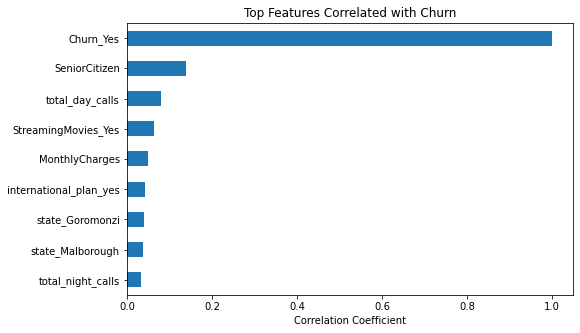 Top Features Correlated with Churn
Churn_Yes
SeniorCitizen
total_day_calls
StreamingMovies_Yes
MonthlyCharges
international_plan_yes
state_Goromonzi
state_Malborough
total_night_calls
0.0 0.2 0.4 0.6 0.8 1.0
Correlation Coefficient